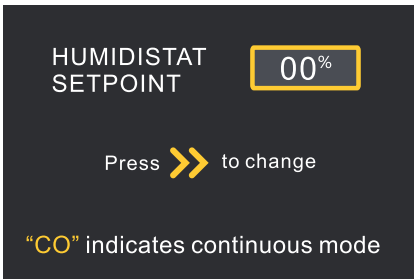 HUMIDISTAT
SETPOINT
00%
Press >> to change
“CO” indicates continuous mode